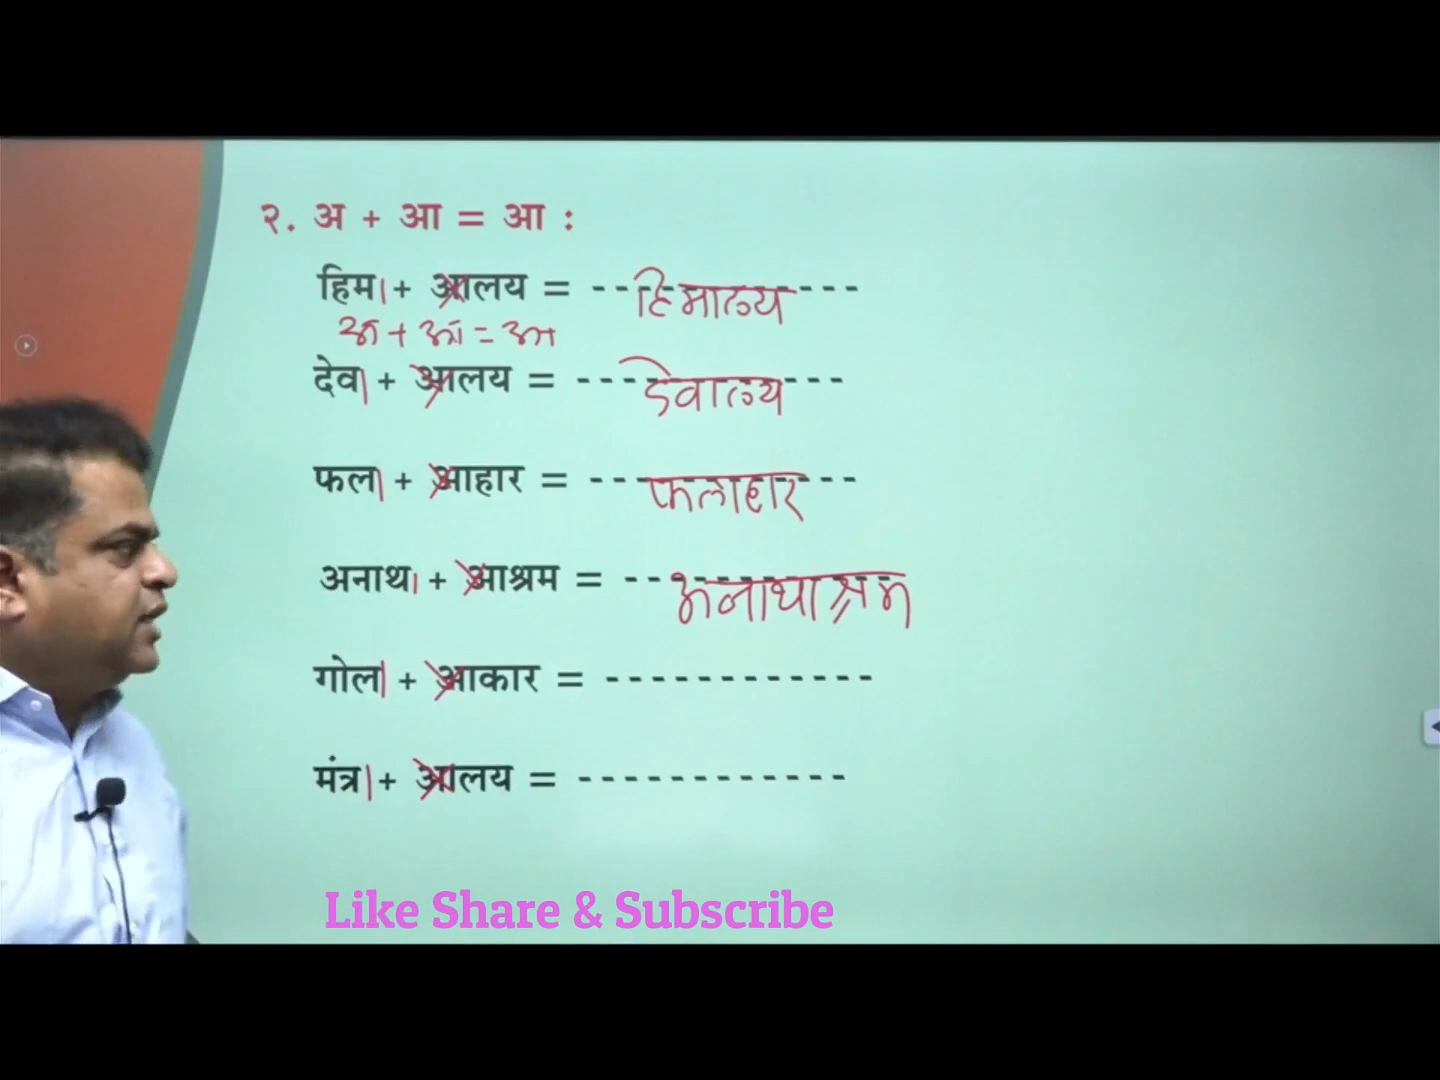 २. अ + आ = आ :
हिम + आलय = ------------ हिमालय
अ + आ = आ
देव + आलय = ------------ देवालय
फल + आहार = ------------ फलाहार
अनाथ + आश्रम = ------------ अनाथाश्रम
गोल + आकार = ------------
मंत्र + आलय = ------------
Like Share & Subscribe